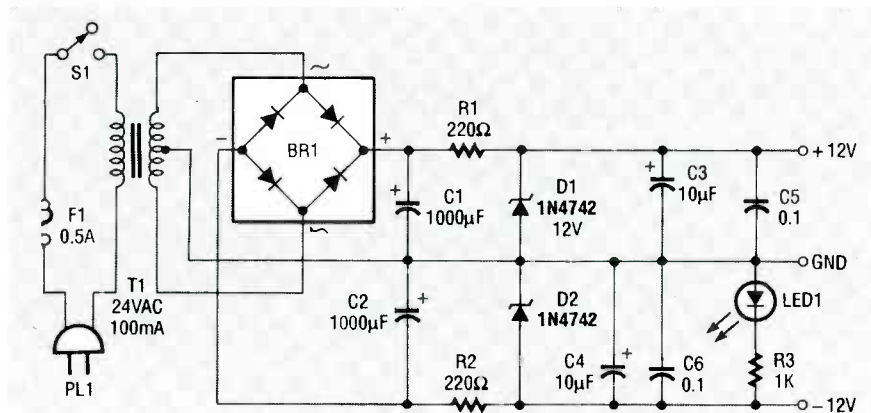 S1
F1
0.5A
PL1
T1
24VAC
100mA
~
~
−
+
BR1
R1
220Ω
+
C1
1000µF
C2
+
1000µF
D1
1N4742
12V
D2
1N4742
R2
220Ω
+
C3
10µF
C4
+
10µF
C5
0.1
C6
0.1
LED1
R3
1K
+12V
GND
−12V